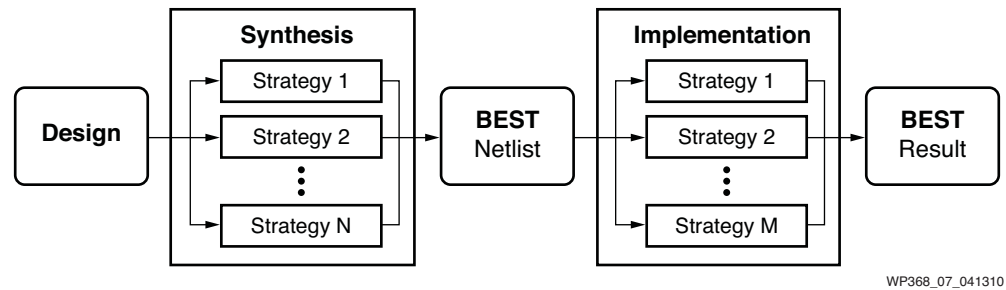 Design
Synthesis
Strategy 1
Strategy 2
Strategy N
BEST
Netlist
Implementation
Strategy 1
Strategy 2
Strategy M
BEST
Result
WP368_07_041310